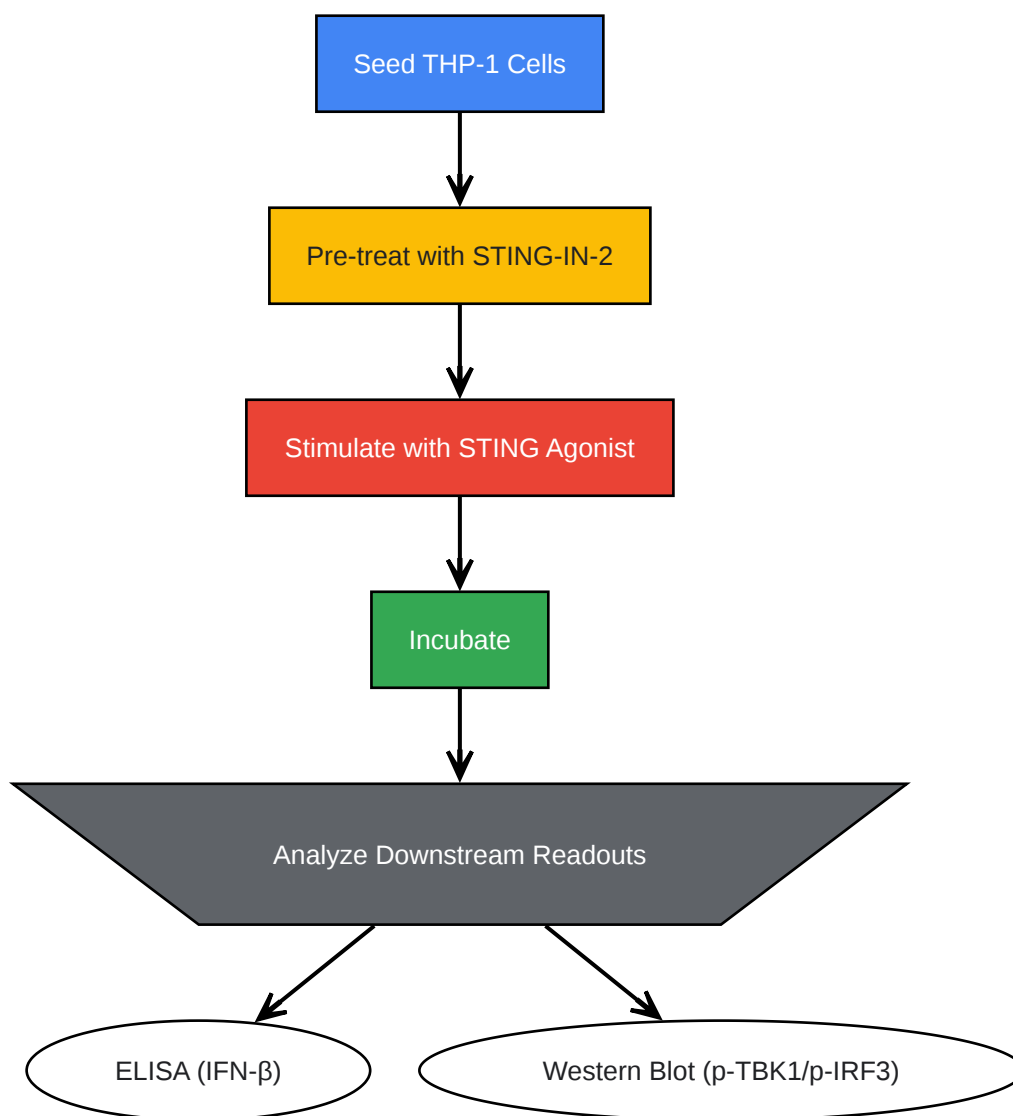 Seed THP-1 Cells
Pre-treat with STING-IN-2
Stimulate with STING Agonist
Incubate
Analyze Downstream Readouts
ELISA (IFN-β)
Western Blot (p-TBK1/p-IRF3)